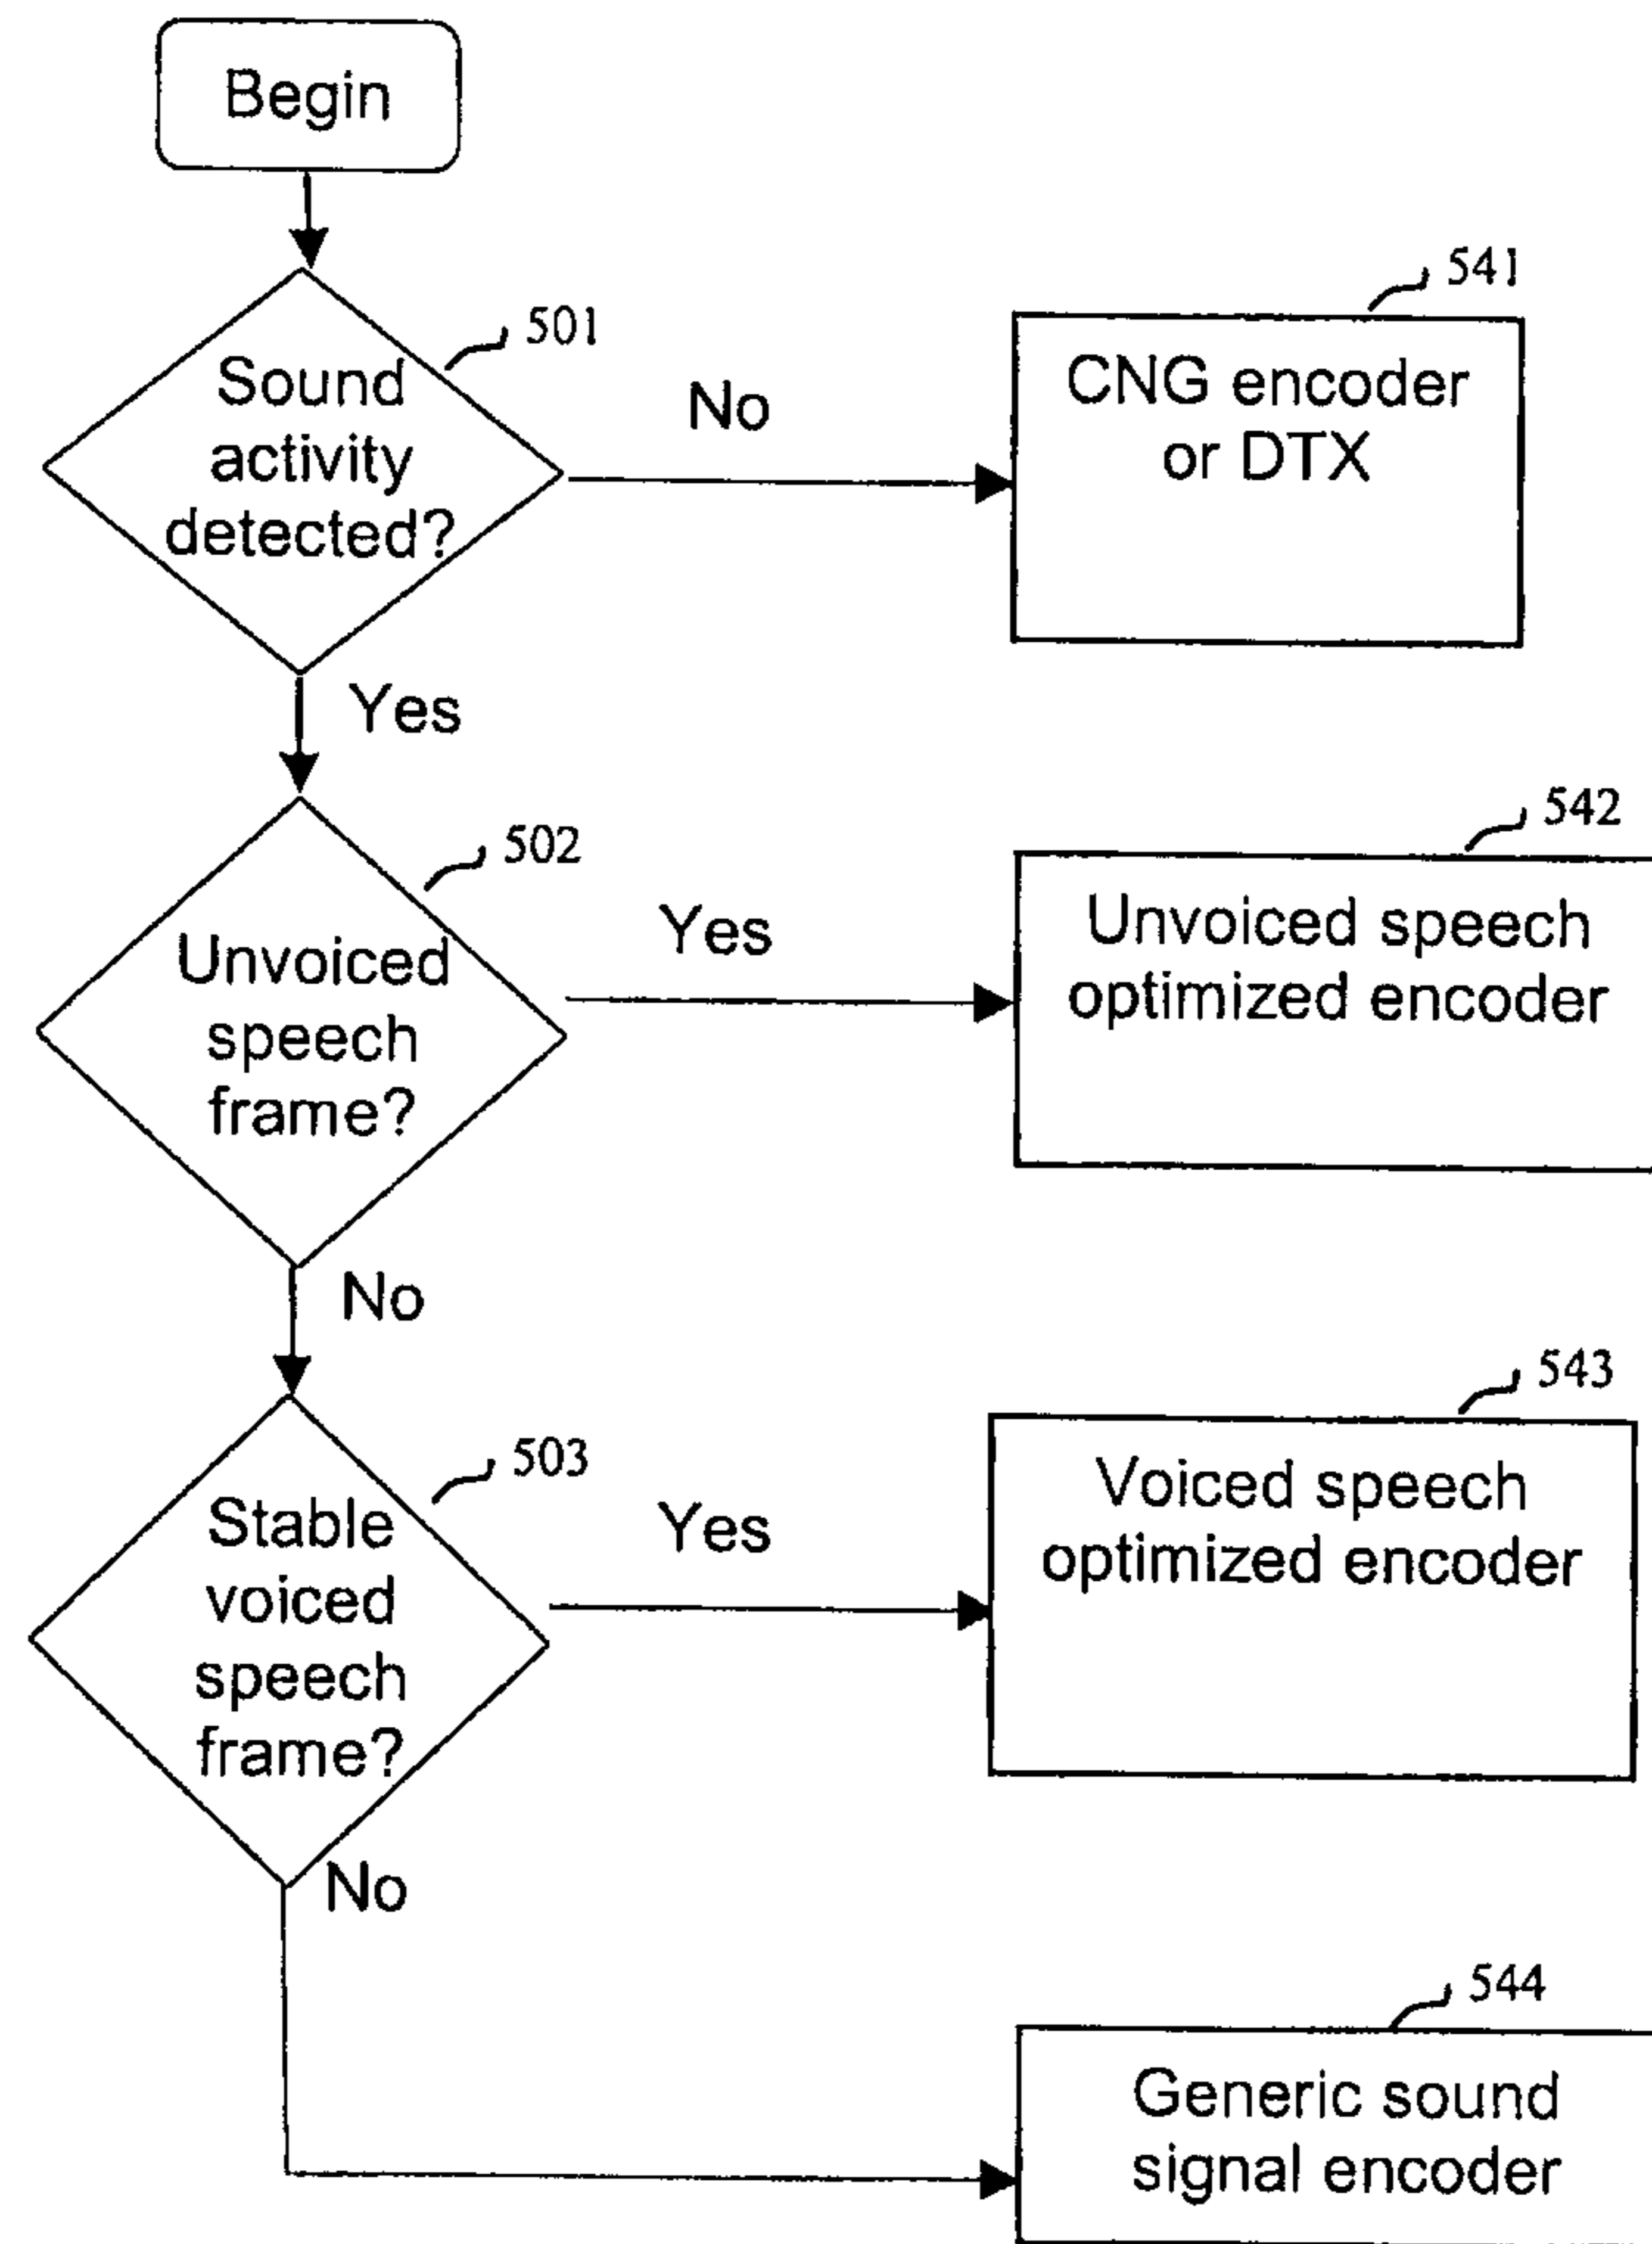 Begin
541
501
Sound
activity
detected?
No
CNG encoder
or DTX
Yes
542
502
Unvoiced
speech
frame?
Yes
Unvoiced speech
optimized encoder
No
543
503
Stable
voiced
speech
frame?
Yes
Voiced speech
optimized encoder
No
544
Generic sound
signal encoder